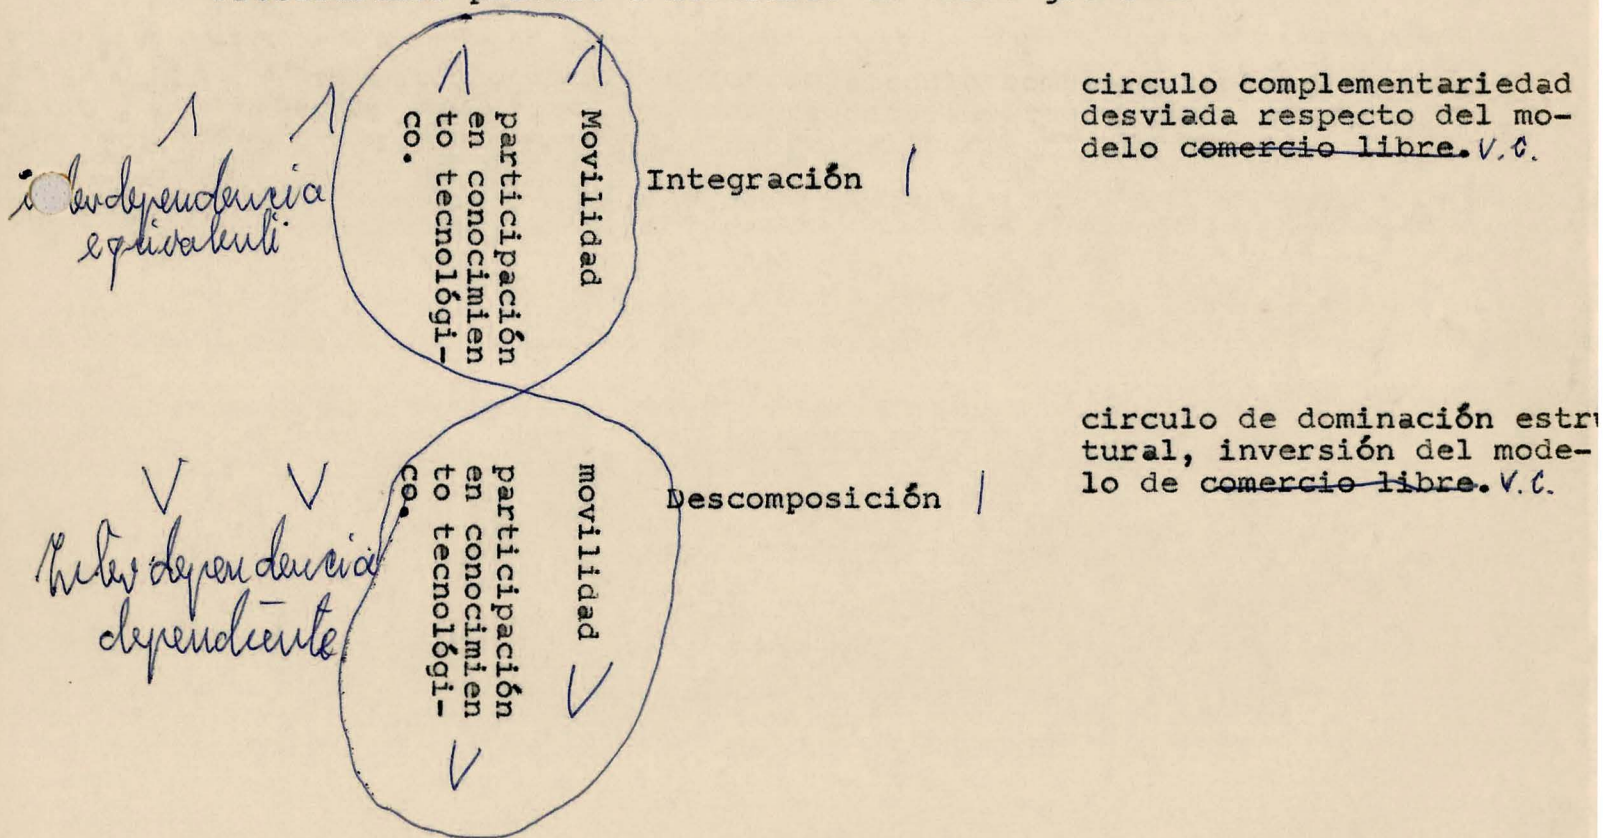 interdependencia
equivalenti
Movilidad
participación
en conocimien
to tecnológi-
co.
Integración
circulo complementariedad
desviada respecto del mo-
delo comercio libre. V.C.
Interdependencia
dependiente
movilidad
participación
en conocimien
to tecnológi-
co.
Descomposición
circulo de dominación estru
tural, inversión del mode-
lo de comercio libre. V.C.